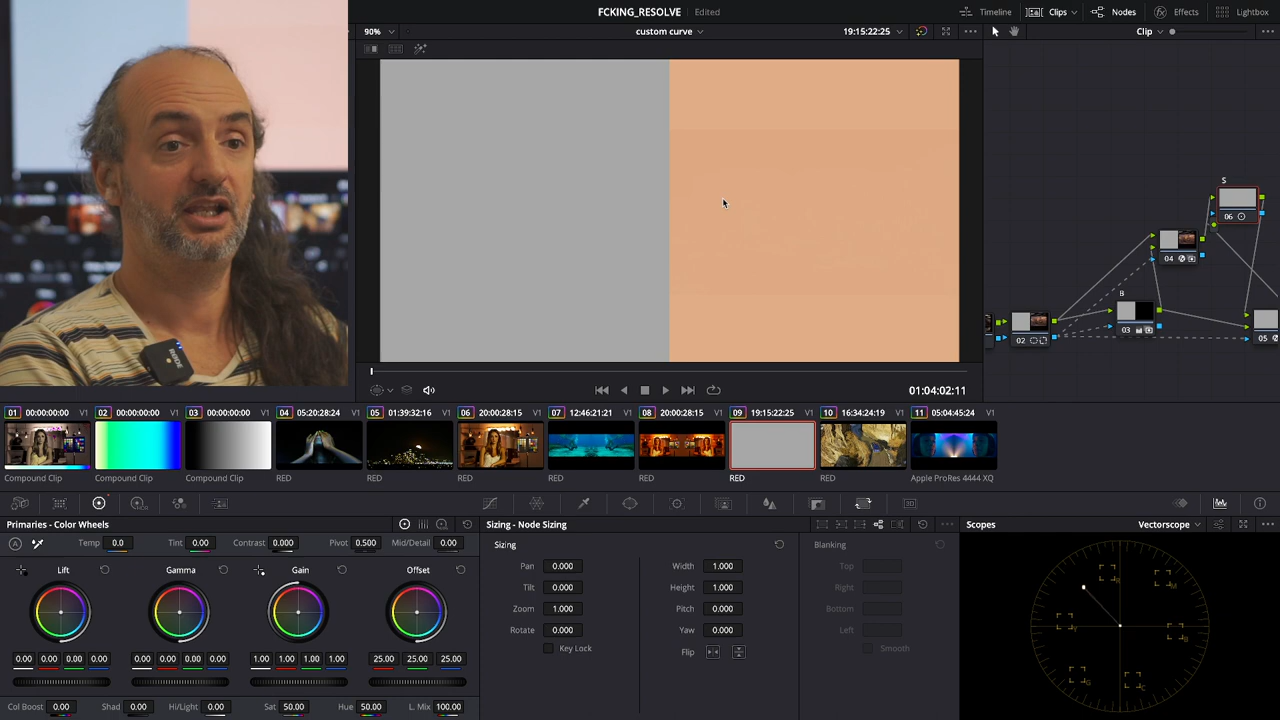 FCKING_RESOLVE Edited
Timeline Clips Nodes Effects Lightbox
90% custom curve 19:15:22:25 Clip
S
06
04
B
03
02
05
01:04:02:11
01 00:00:00:00 V1 02 00:00:00:00 V1 03 00:00:00:00 V1 04 05:20:28:24 V1 05 01:39:32:16 V1 06 20:00:28:15 V1 07 12:46:21:21 V1 08 20:00:28:15 V1 09 19:15:22:25 V1 10 16:34:24:19 V1 11 05:04:45:24 V1
Compound Clip Compound Clip Compound Clip RED RED RED RED RED RED RED Apple ProRes 4444 XQ
Primaries - Color Wheels
Temp 0.0 Tint 0.00 Contrast 0.000 Pivot 0.500 Mid/Detail 0.00
Lift Gamma Gain Offset
0.00 0.00 0.00 0.00 0.00 0.00 0.00 0.00 1.00 1.00 1.00 1.00 25.00 25.00 25.00
Col Boost 0.00 Shad 0.00 Hi/Light 0.00 Sat 50.00 Hue 50.00 L. Mix 100.00
Sizing - Node Sizing
Sizing
Pan 0.000 Width 1.000
Tilt 0.000 Height 1.000
Zoom 1.000 Pitch 0.000
Rotate 0.000 Yaw 0.000
Key Lock Flip
Blanking
Top
Right
Bottom
Left
Smooth
Scopes Vectorscope
R
M
B
C
G
Y
RODE